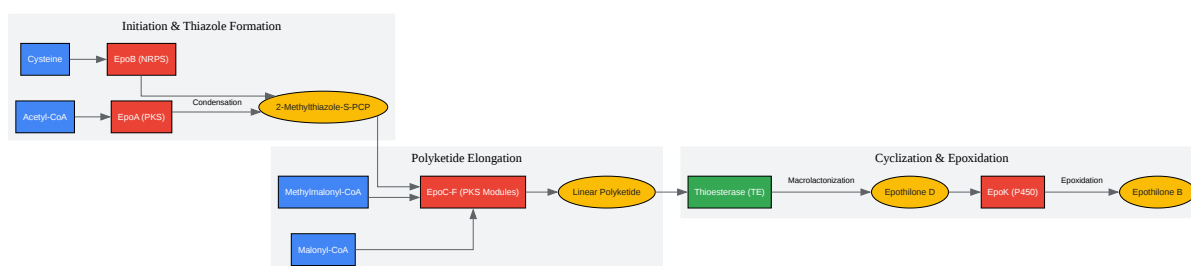 Initiation & Thiazole Formation
Cysteine
EpoB (NRPS)
Condensation
2-Methylthiazole-S-PCP
Acetyl-CoA
EpoA (PKS)
Polyketide Elongation
Methylmalonyl-CoA
EpoC-F (PKS Modules)
Linear Polyketide
Malonyl-CoA
Cyclization & Epoxidation
Thioesterase (TE)
Macrolactonization
Epothilone D
EpoK (P450)
Epoxidation
Epothilone B